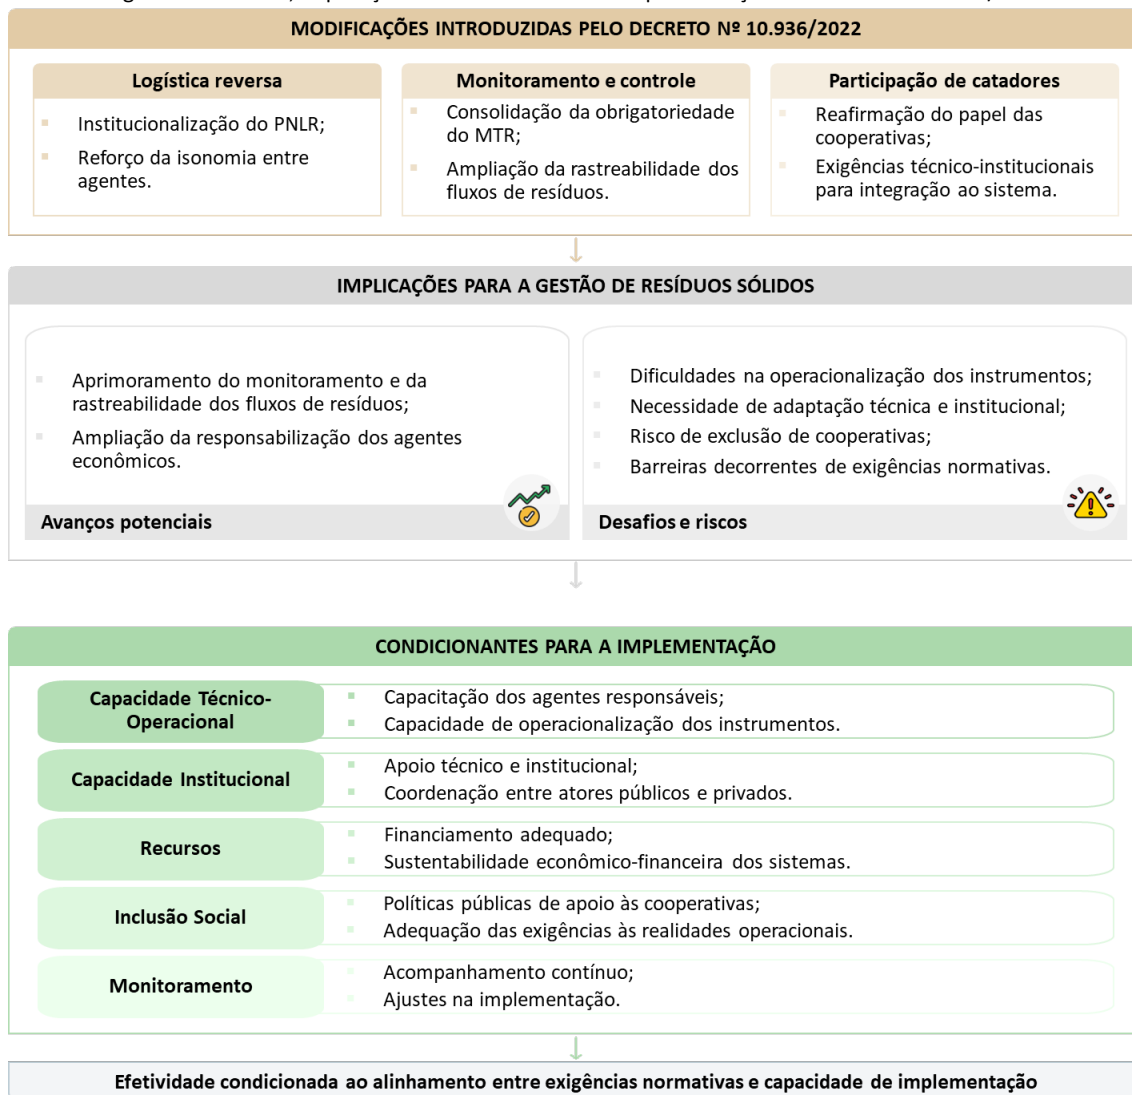 MODIFICAÇÕES INTRODUZIDAS PELO DECRETO Nº 10.936/2022
Logística reversa
Institucionalização do PNLR;
Reforço da isonomia entre
agentes.
Monitoramento e controle
Consolidação da obrigatoriedade
do MTR;
Ampliação da rastreabilidade dos
fluxos de resíduos.
Participação de catadores
Reafirmação do papel das
cooperativas;
Exigências técnico-institucionais
para integração ao sistema.
IMPLICAÇÕES PARA A GESTÃO DE RESÍDUOS SÓLIDOS
Aprimoramento do monitoramento e da
rastreabilidade dos fluxos de resíduos;
Ampliação da responsabilização dos agentes
econômicos.
Avanços potenciais
Dificuldades na operacionalização dos instrumentos;
Necessidade de adaptação técnica e institucional;
Risco de exclusão de cooperativas;
Barreiras decorrentes de exigências normativas.
Desafios e riscos
CONDICIONANTES PARA A IMPLEMENTAÇÃO
Capacidade Técnico-
Operacional
Capacitação dos agentes responsáveis;
Capacidade de operacionalização dos instrumentos.
Capacidade Institucional
Apoio técnico e institucional;
Coordenação entre atores públicos e privados.
Recursos
Financiamento adequado;
Sustentabilidade econômico-financeira dos sistemas.
Inclusão Social
Políticas públicas de apoio às cooperativas;
Adequação das exigências às realidades operacionais.
Monitoramento
Acompanhamento contínuo;
Ajustes na implementação.
Efetividade condicionada ao alinhamento entre exigências normativas e capacidade de implementação